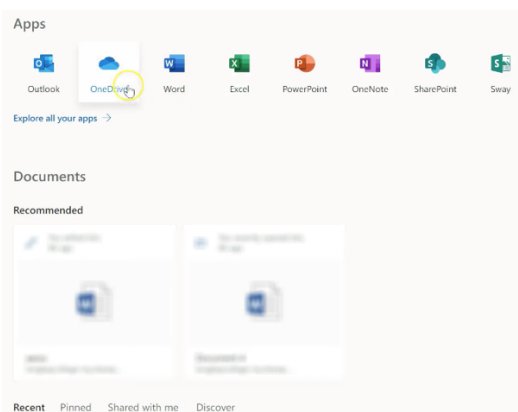 Apps
Outlook OneDrive Word Excel PowerPoint OneNote SharePoint Sway
Explore all your apps →
Documents
Recommended
Recent Pinned Shared with me Discover